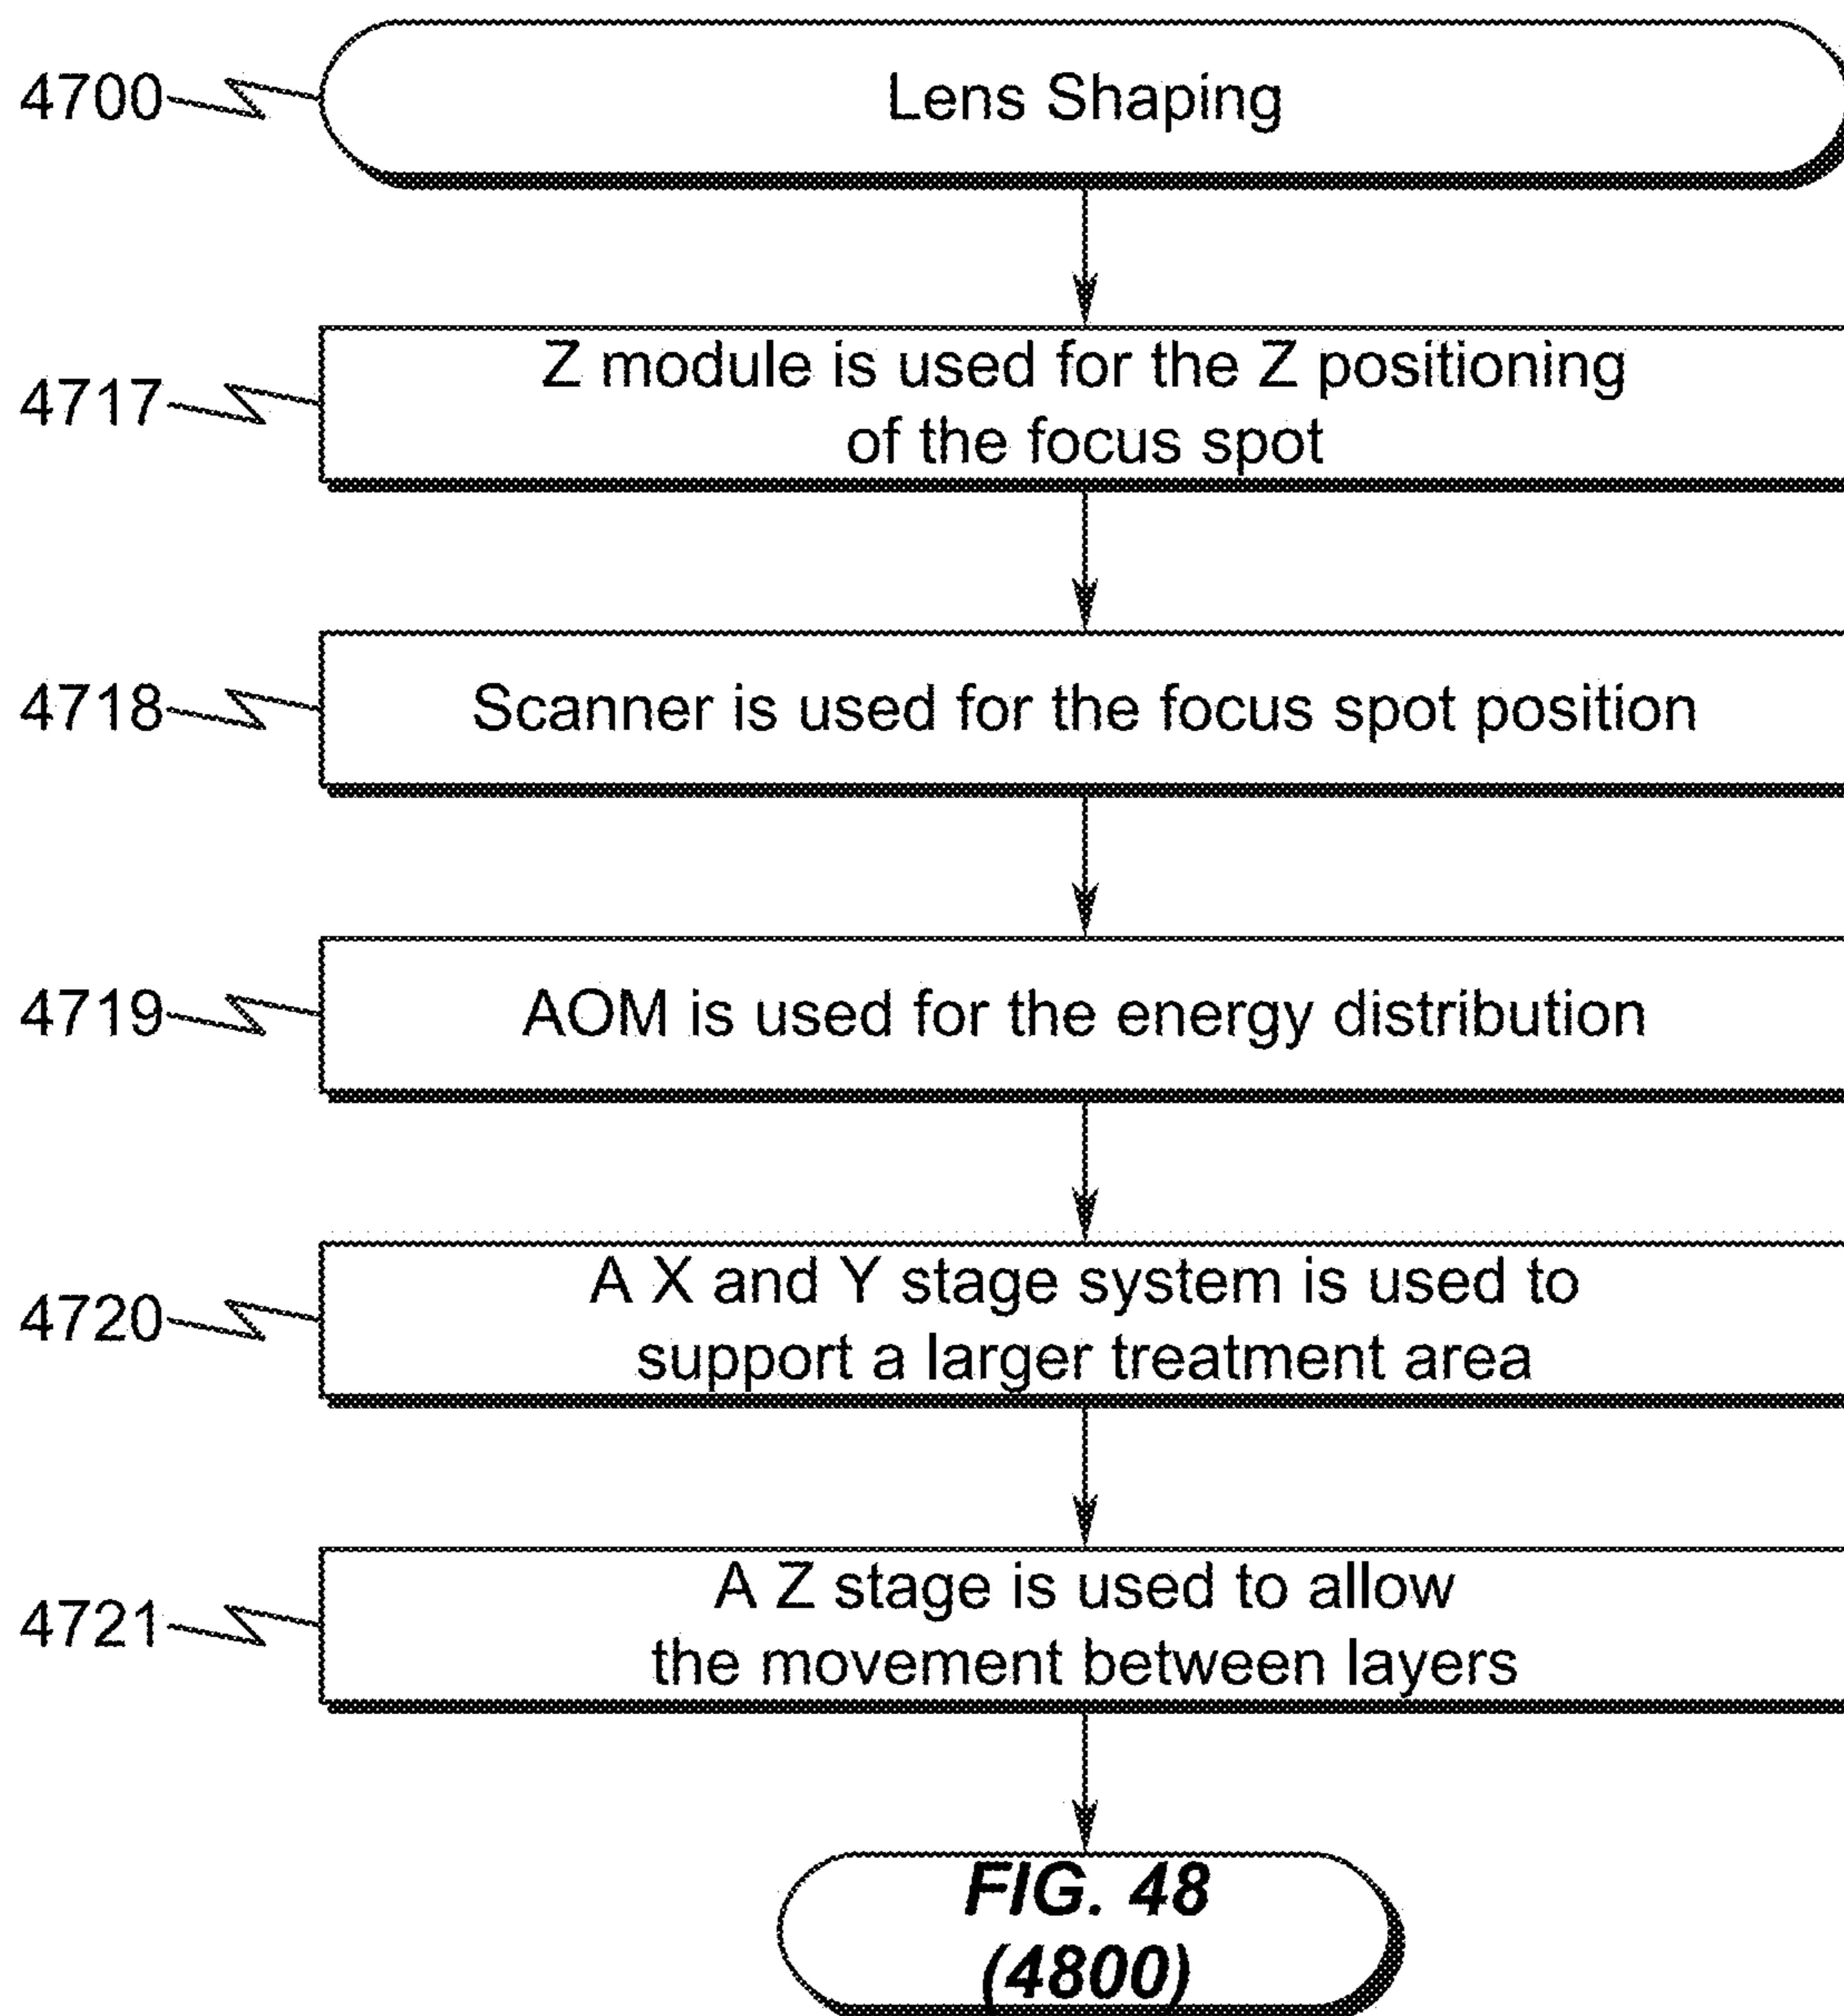 4700
Lens Shaping
4717
Z module is used for the Z positioning
of the focus spot
4718
Scanner is used for the focus spot position
4719
AOM is used for the energy distribution
4720
A X and Y stage system is used to
support a larger treatment area
4721
A Z stage is used to allow
the movement between layers
FIG. 48
(4800)